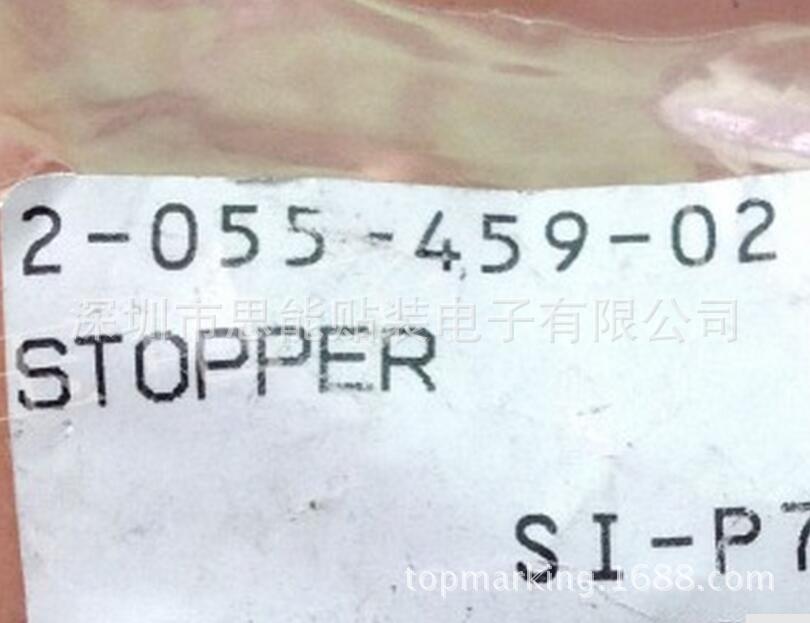 2-055-459-02
深圳市思能贴装电子有限公司
STOPPER
SI-P7
topmarking.1688.com